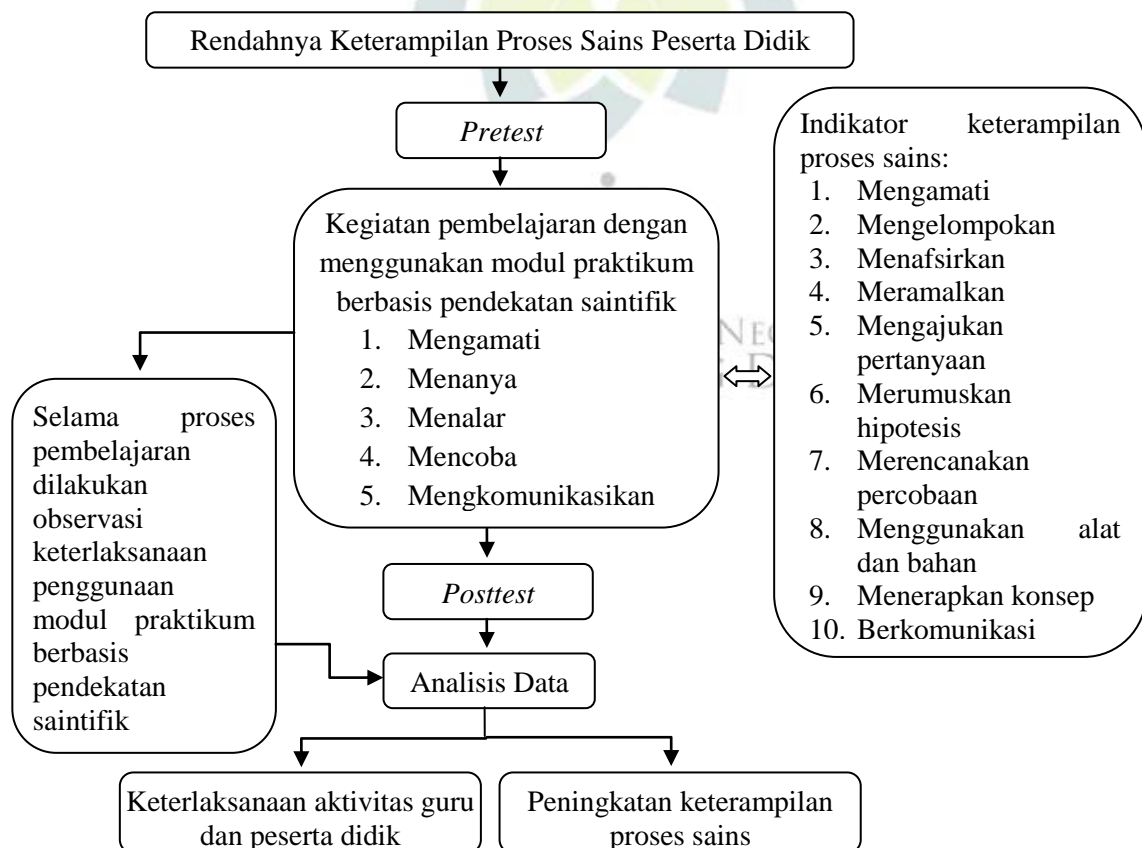 Rendahnya Keterampilan Proses Sains Peserta Didik
Pretest
Kegiatan pembelajaran dengan
menggunakan modul praktikum
berbasis pendekatan saintifik
1. Mengamati
2. Menanya
3. Menalar
4. Mencoba
5. Mengkomunikasikan
Indikator keterampilan
proses sains:
1. Mengamati
2. Mengelompokan
3. Menafsirkan
4. Meramalkan
5. Mengajukan
pertanyaan
6. Merumuskan
hipotesis
7. Merencanakan
percobaan
8. Menggunakan alat
dan bahan
9. Menerapkan konsep
10. Berkomunikasi
Selama proses
pembelajaran
dilakukan
observasi
keterlaksanaan
penggunaan
modul praktikum
berbasis
pendekatan
saintifik
Posttest
Analisis Data
Keterlaksanaan aktivitas guru
dan peserta didik
Peningkatan keterampilan
proses sains